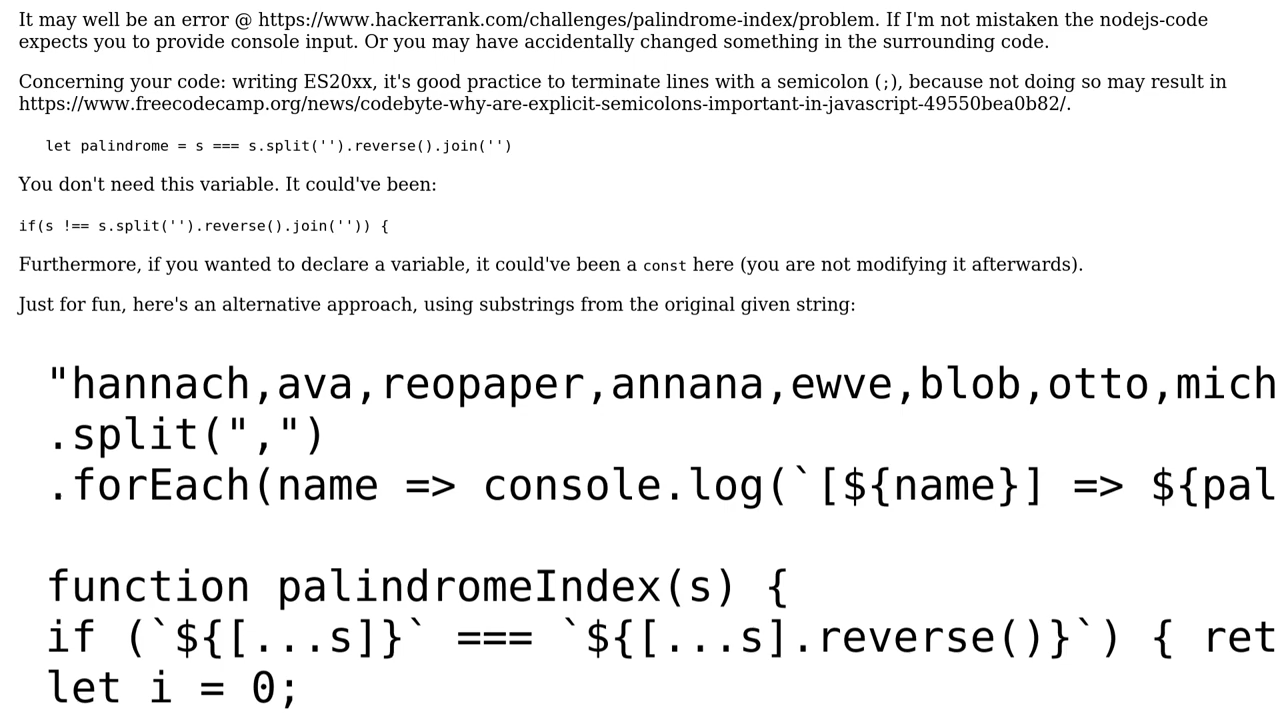 It may well be an error @ https://www.hackerrank.com/challenges/palindrome-index/problem. If I'm not mistaken the nodejs-code
expects you to provide console input. Or you may have accidentally changed something in the surrounding code.
Concerning your code: writing ES20xx, it's good practice to terminate lines with a semicolon (;), because not doing so may result in
https://www.freecodecamp.org/news/codebyte-why-are-explicit-semicolons-important-in-javascript-49550bea0b82/.
let palindrome = s === s.split('').reverse().join('')
You don't need this variable. It could've been:
if(s !== s.split('').reverse().join('')) {
Furthermore, if you wanted to declare a variable, it could've been a const here (you are not modifying it afterwards).
Just for fun, here's an alternative approach, using substrings from the original given string:
"hannach,ava,reopaper,annana,ewve,blob,otto,mich
.split(",")
.forEach(name => console.log(`[${name}] => ${pal
function palindromeIndex(s) {
if (`${[...s]}` === `${[...s].reverse()}`) { ret
let i = 0;